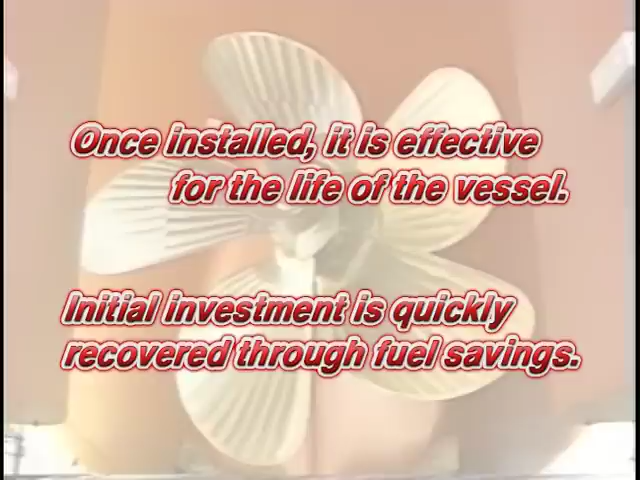 Once installed, it is effective
for the life of the vessel.
Initial investment is quickly
recovered through fuel savings.